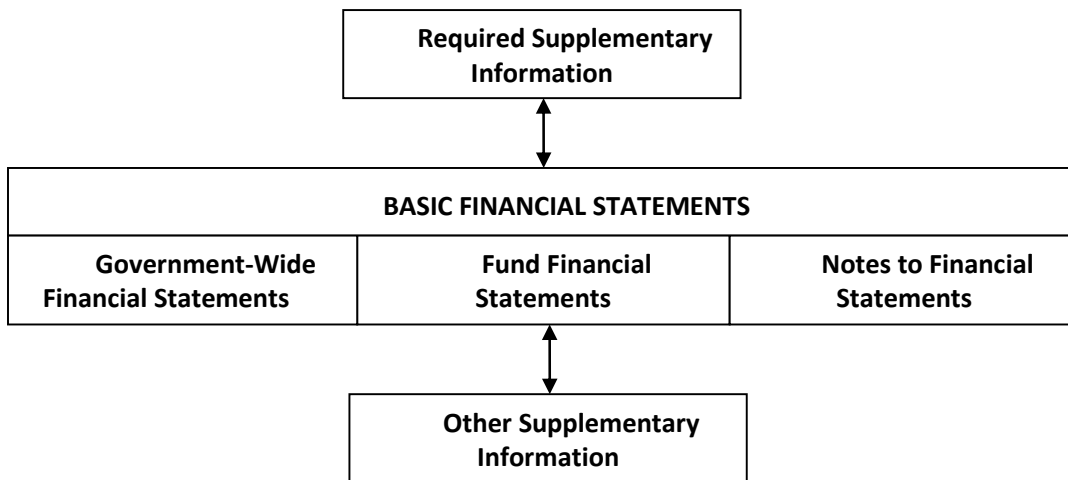 Required Supplementary
Information
BASIC FINANCIAL STATEMENTS
Government-Wide
Financial Statements
Fund Financial
Statements
Notes to Financial
Statements
Other Supplementary
Information